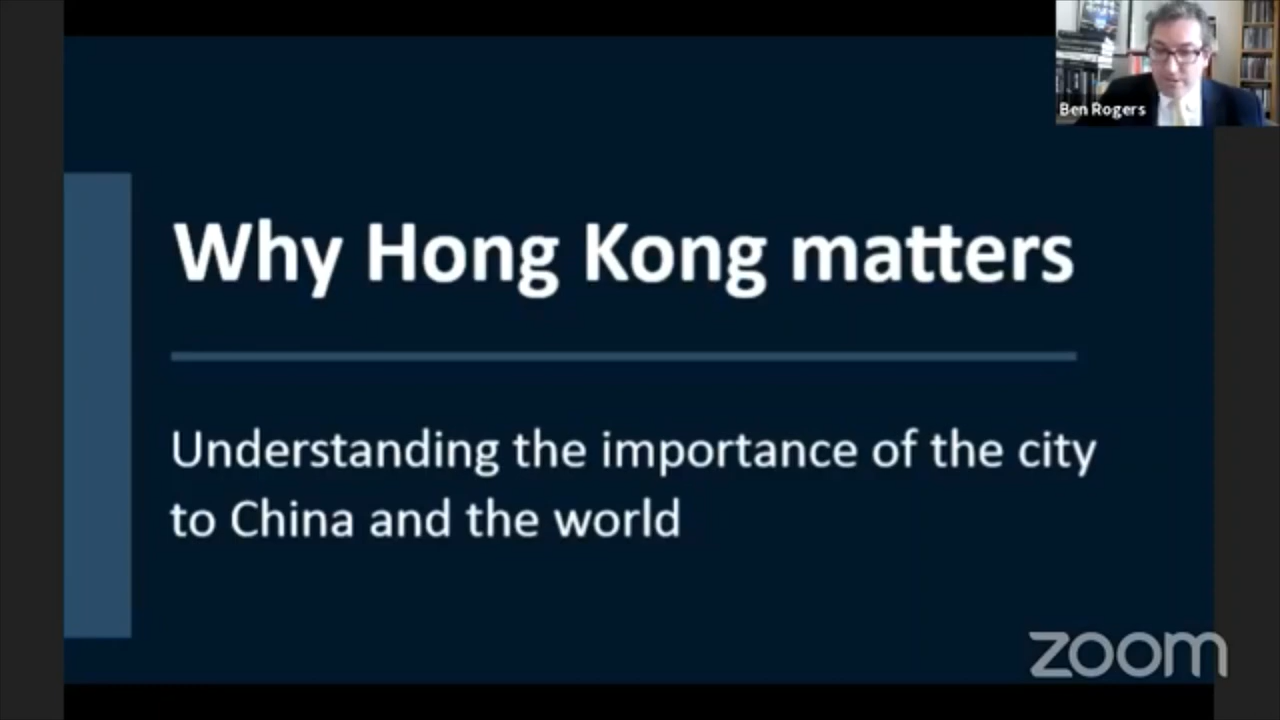 Ben Rogers
Why Hong Kong matters
Understanding the importance of the city
to China and the world
zoom